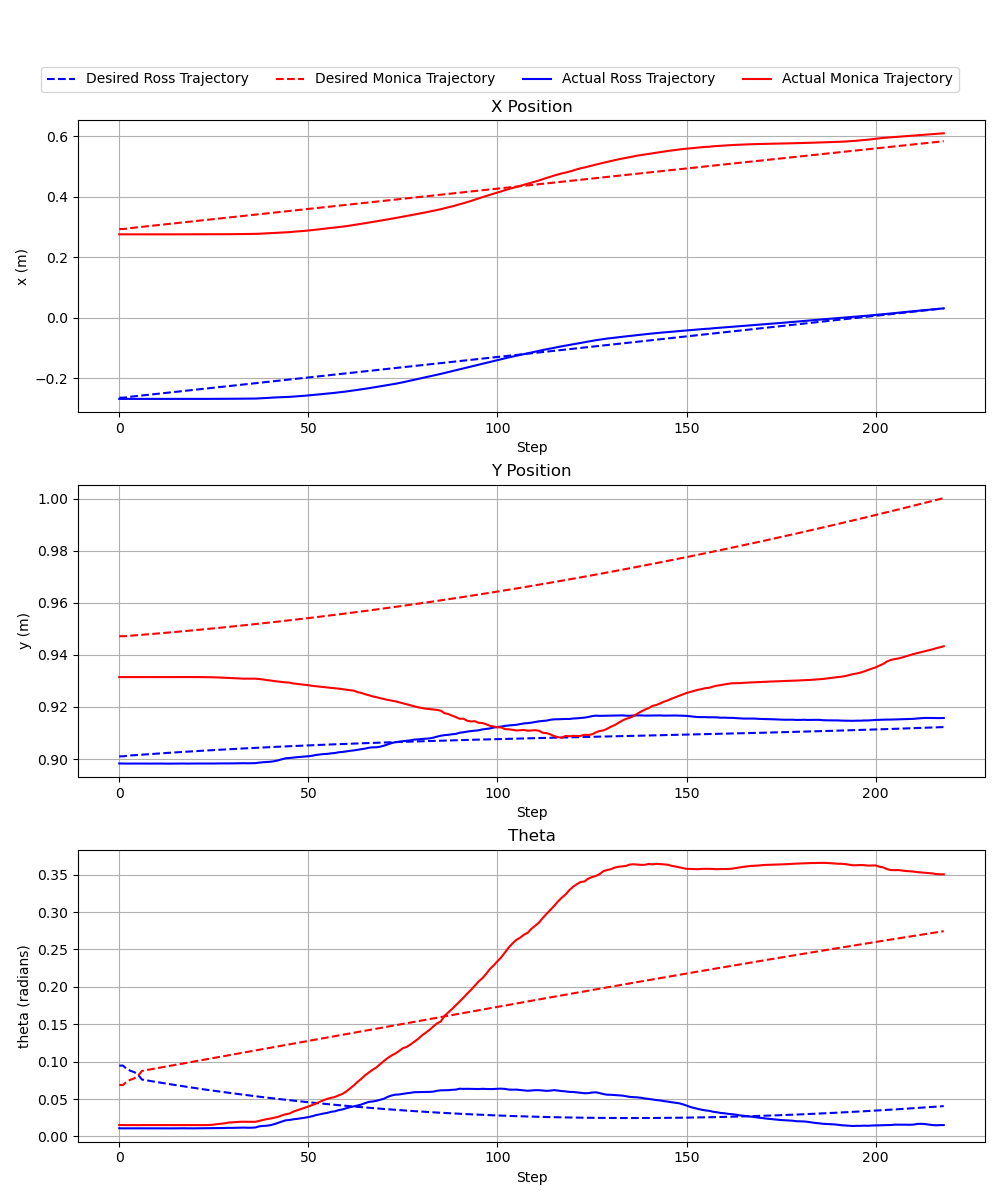 Desired Ross Trajectory Desired Monica Trajectory Actual Ross Trajectory Actual Monica Trajectory
X Position
0.6
0.4
0.2
0.0
−0.2
x (m)
0 50 100 150 200
Step
Y Position
1.00
0.98
0.96
0.94
0.92
0.90
y (m)
0 50 100 150 200
Step
Theta
0.35
0.30
0.25
0.20
0.15
0.10
0.05
0.00
theta (radians)
0 50 100 150 200
Step